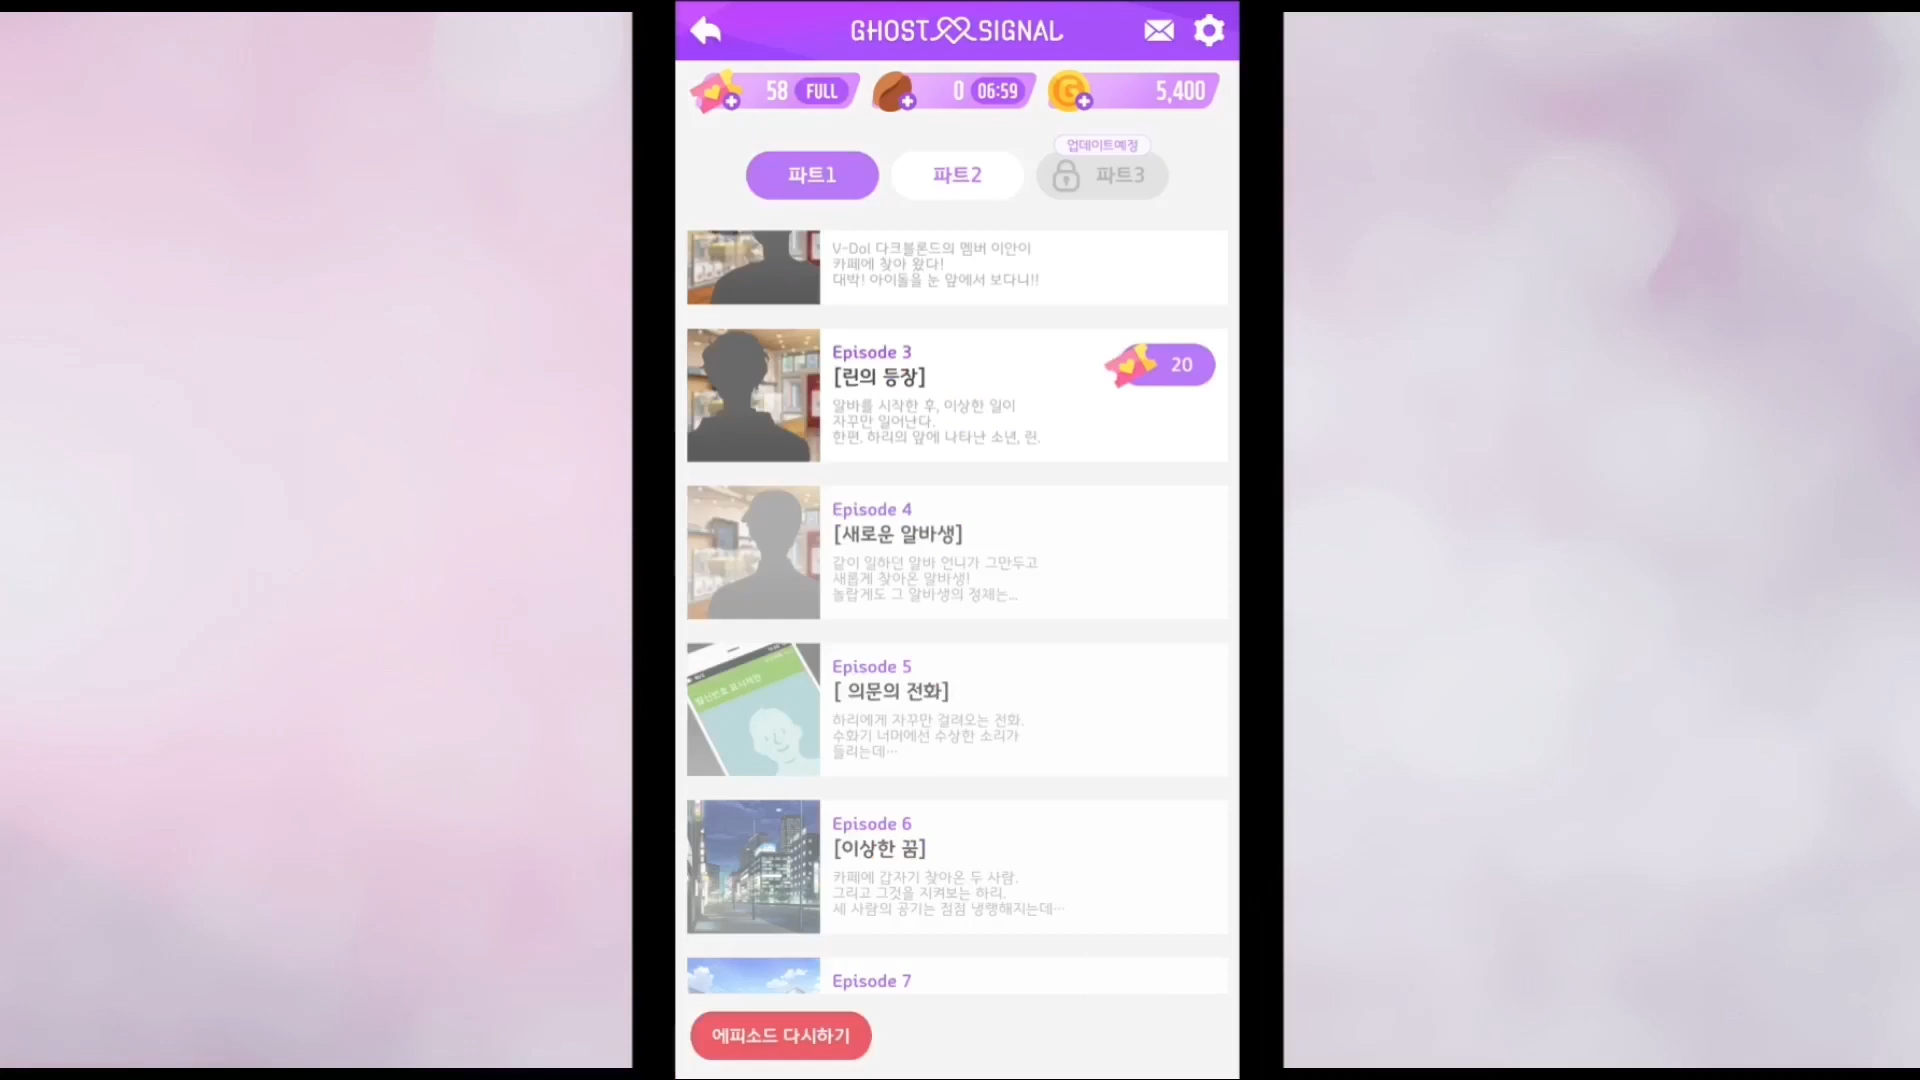 GHOST SIGNAL
58 FULL
0 06:59
G
5,400
업데이트예정
파트1
파트2
파트3
V-Dol 다크블론드의 멤버 이안이
카페에 찾아 왔다!
대박! 아이돌을 눈 앞에서 보다니!!
Episode 3
20
[린의 등장]
알바를 시작한 후, 이상한 일이
자꾸만 일어난다.
한편, 하리의 앞에 나타난 소년, 린.
Episode 4
[새로운 알바생]
같이 일하던 알바 언니가 그만두고
새롭게 찾아온 알바생!
놀랍게도 그 알바생의 정체는...
발신번호 표시제한
Episode 5
[ 의문의 전화]
하리에게 자꾸만 걸려오는 전화.
수화기 너머에선 수상한 소리가
들리는데…
Episode 6
[이상한 꿈]
카페에 갑자기 찾아온 두 사람.
그리고 그것을 지켜보는 하리.
세 사람의 공기는 점점 냉랭해지는데…
Episode 7
에피소드 다시하기